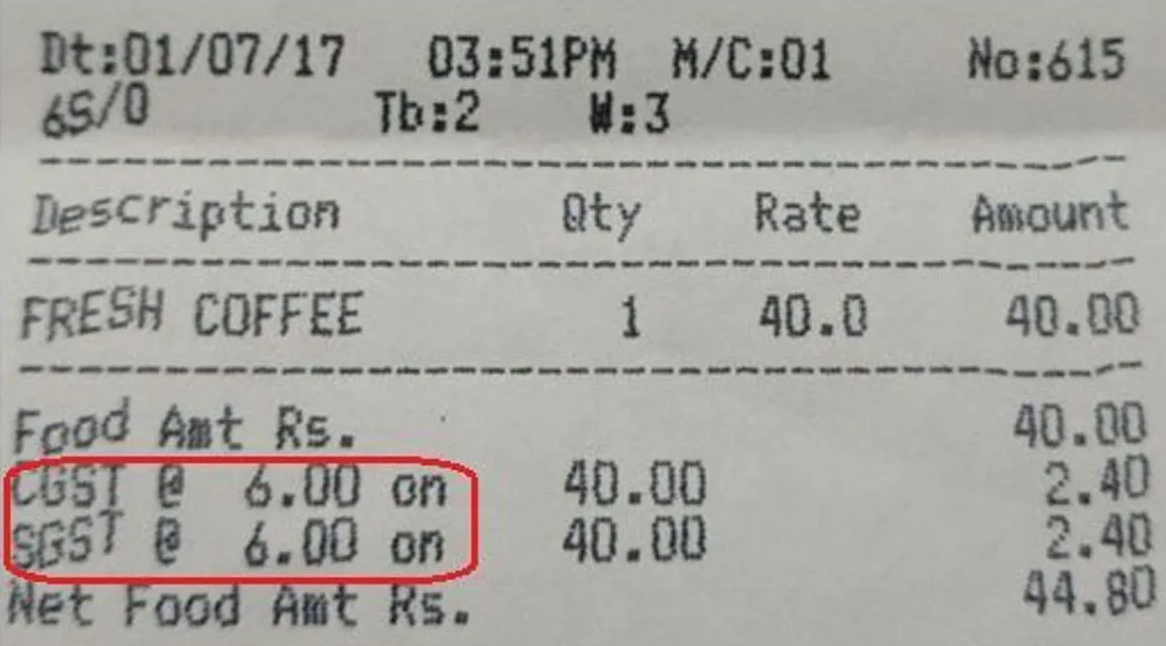 Dt:01/07/17 03:51PM M/C:01 No:615
6S/0 Tb:2 W:3
Description Qty Rate Amount
FRESH COFFEE 1 40.0 40.00
Food Amt Rs. 40.00
CGST @ 6.00 on 40.00 2.40
SGST @ 6.00 on 40.00 2.40
Net Food Amt Rs. 44.80